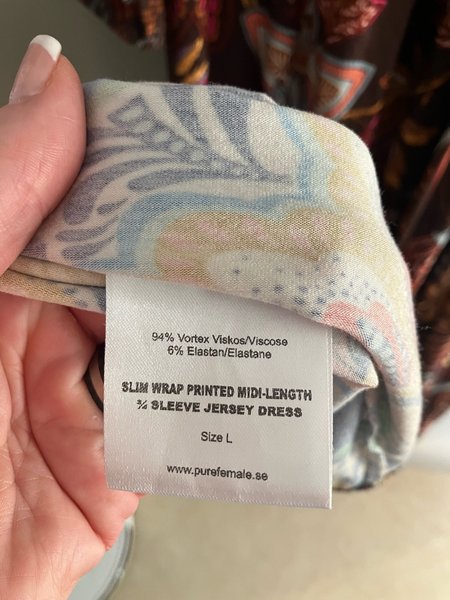 94% Vortex Viskos/Viscose
6% Elastan/Elastane
SLIM WRAP PRINTED MIDI-LENGTH
¾ SLEEVE JERSEY DRESS
Size L
www.purefemale.se